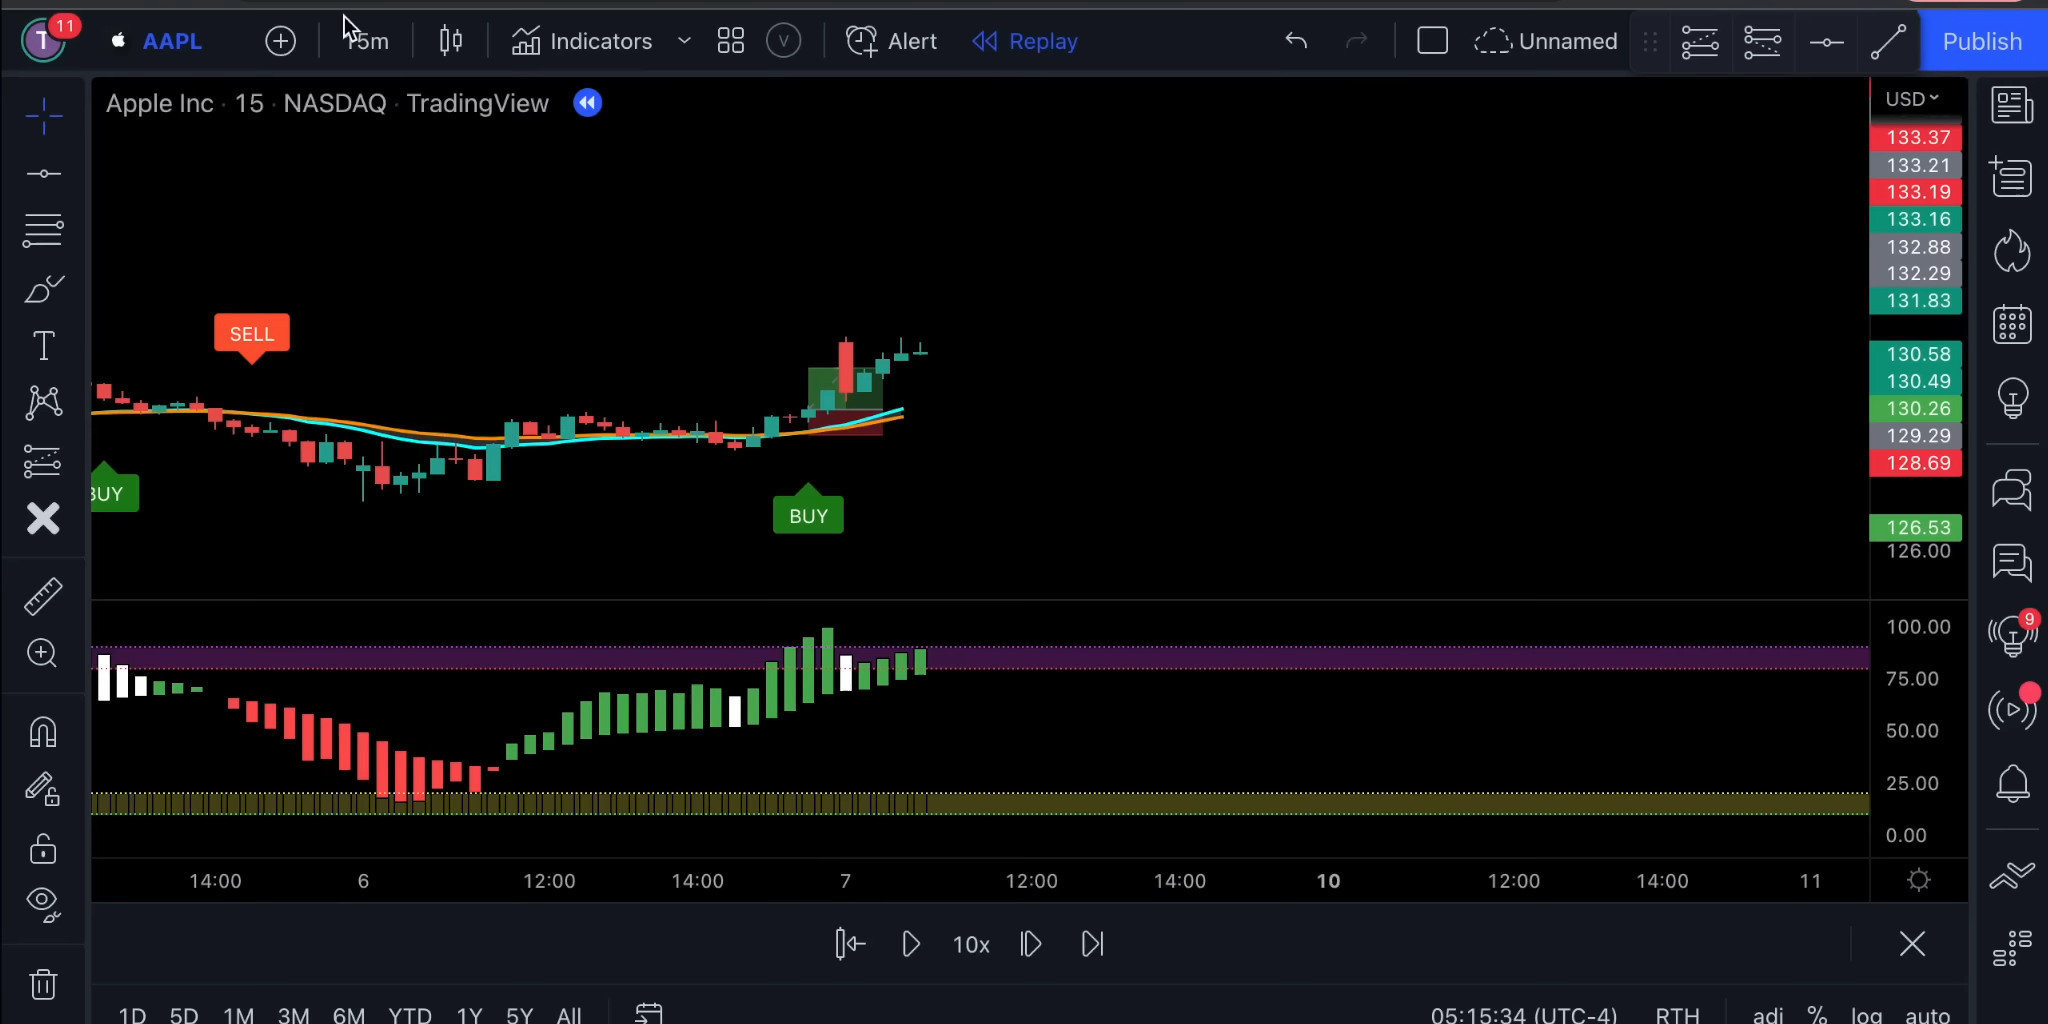 T 11 AAPL 15m Indicators V Alert Replay Unnamed Publish
Apple Inc · 15 · NASDAQ · TradingView
USD
133.37
133.21
133.19
133.16
132.88
132.29
131.83
SELL
130.58
130.49
130.26
129.29
128.69
BUY
BUY
126.53
126.00
100.00
9
75.00
50.00
25.00
0.00
14:00 6 12:00 14:00 7 12:00 14:00 10 12:00 14:00 11
10x
1D 5D 1M 3M 6M YTD 1Y 5Y All 05:15:34 (UTC-4) RTH adj % log auto